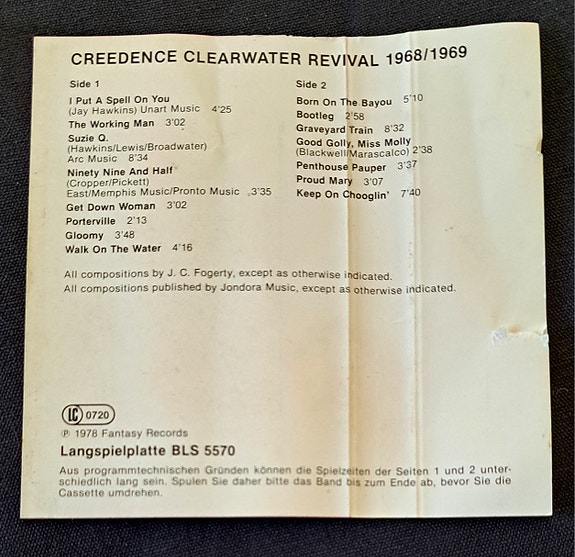 CREEDENCE CLEARWATER REVIVAL 1968/1969
Side 1
I Put A Spell On You
(Jay Hawkins) Unart Music 4'25
The Working Man 3'02
Suzie Q.
(Hawkins/Lewis/Broadwater)
Arc Music 8'34
Ninety Nine And Half
(Cropper/Pickett)
East/Memphis Music/Pronto Music 3'35
Get Down Woman 3'02
Porterville 2'13
Gloomy 3'48
Walk On The Water 4'16
Side 2
Born On The Bayou 5'10
Bootleg 2'58
Graveyard Train 8'32
Good Golly, Miss Molly
(Blackwell/Marascalco) 2'38
Penthouse Pauper 3'37
Proud Mary 3'07
Keep On Chooglin' 7'40
All compositions by J. C. Fogerty, except as otherwise indicated.
All compositions published by Jondora Music, except as otherwise indicated.
LC 0720
℗ 1978 Fantasy Records
Langspielplatte BLS 5570
Aus programmtechnischen Gründen können die Spielzeiten der Seiten 1 und 2 unter-
schiedlich lang sein. Spulen Sie daher bitte das Band bis zum Ende ab, bevor Sie die
Cassette umdrehen.